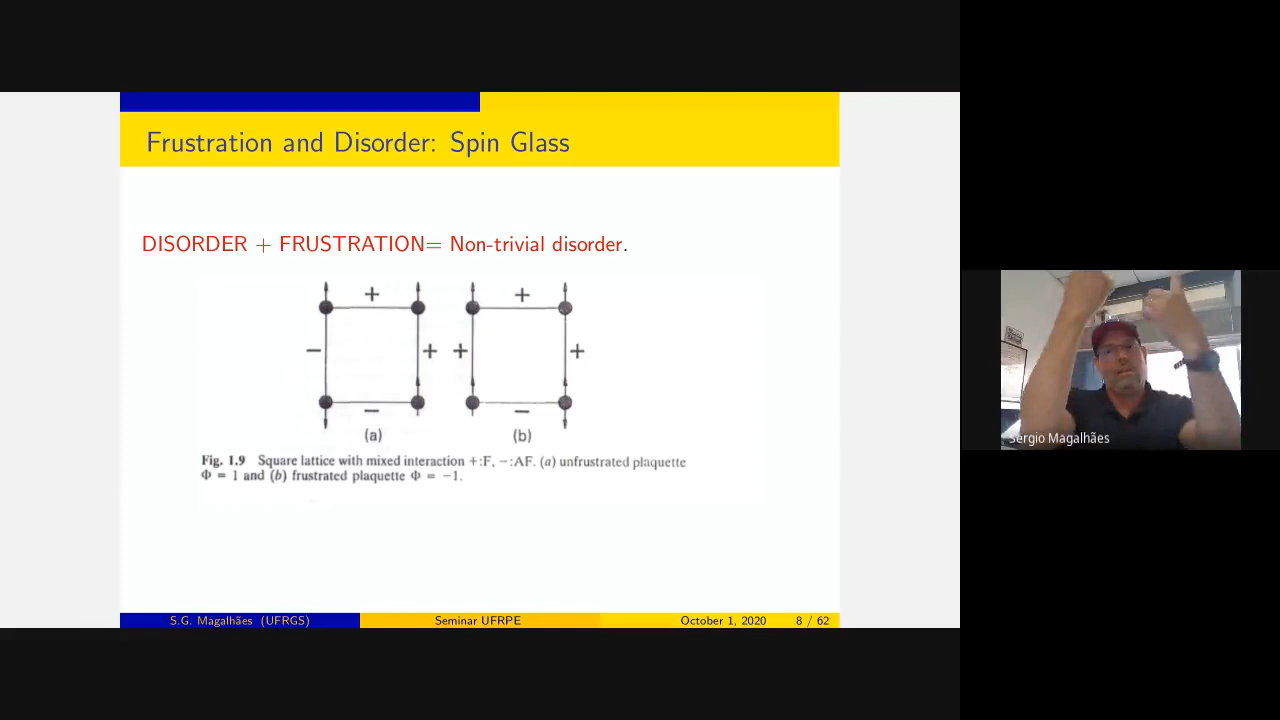 Frustration and Disorder: Spin Glass
DISORDER + FRUSTRATION= Non-trivial disorder.
+ +
− + + +
− −
(a) (b)
Fig. 1.9 Square lattice with mixed interaction +:F, −:AF. (a) unfrustrated plaquette
Φ = 1 and (b) frustrated plaquette Φ = −1.
S.G. Magalhães (UFRGS) Seminar UFRPE October 1, 2020 8 / 62
Sergio Magalhães